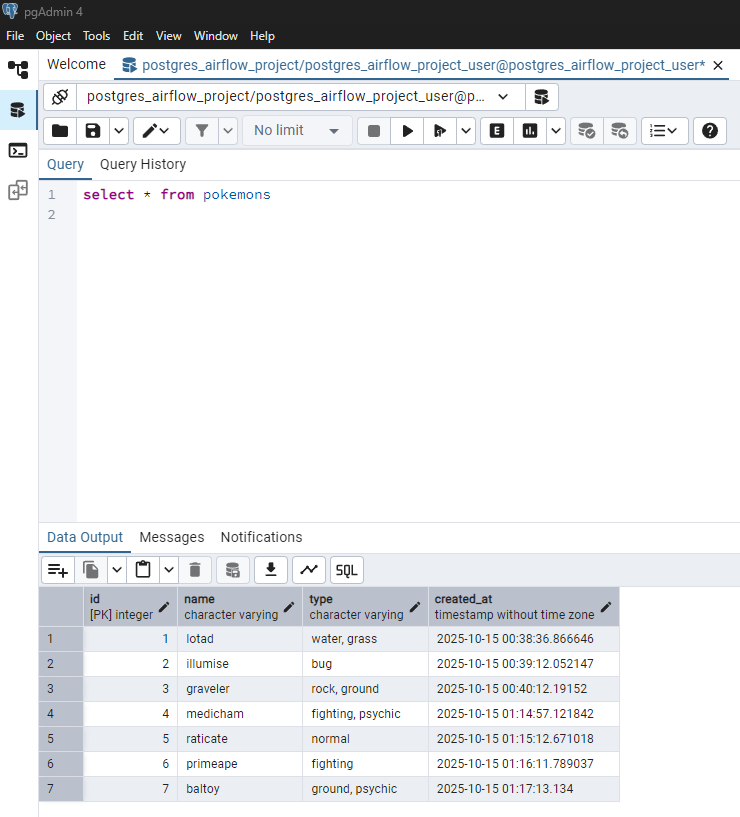 pgAdmin 4
File Object Tools Edit View Window Help
Welcome postgres_airflow_project/postgres_airflow_project_user@postgres_airflow_project_user*
postgres_airflow_project/postgres_airflow_project_user@p...
No limit E
Query Query History
1 select * from pokemons
2
Data Output Messages Notifications
SQL
id name type created_at
[PK] integer character varying character varying timestamp without time zone
1 1 lotad water, grass 2025-10-15 00:38:36.866646
2 2 illumise bug 2025-10-15 00:39:12.052147
3 3 graveler rock, ground 2025-10-15 00:40:12.19152
4 4 medicham fighting, psychic 2025-10-15 01:14:57.121842
5 5 raticate normal 2025-10-15 01:15:12.671018
6 6 primeape fighting 2025-10-15 01:16:11.789037
7 7 baltoy ground, psychic 2025-10-15 01:17:13.134